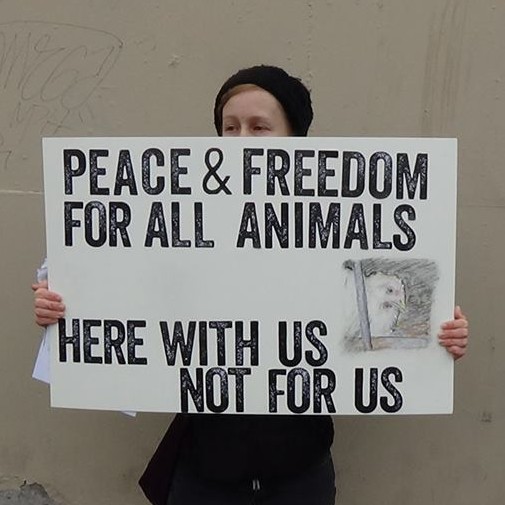 PEACE & FREEDOM
FOR ALL ANIMALS
HERE WITH US
NOT FOR US